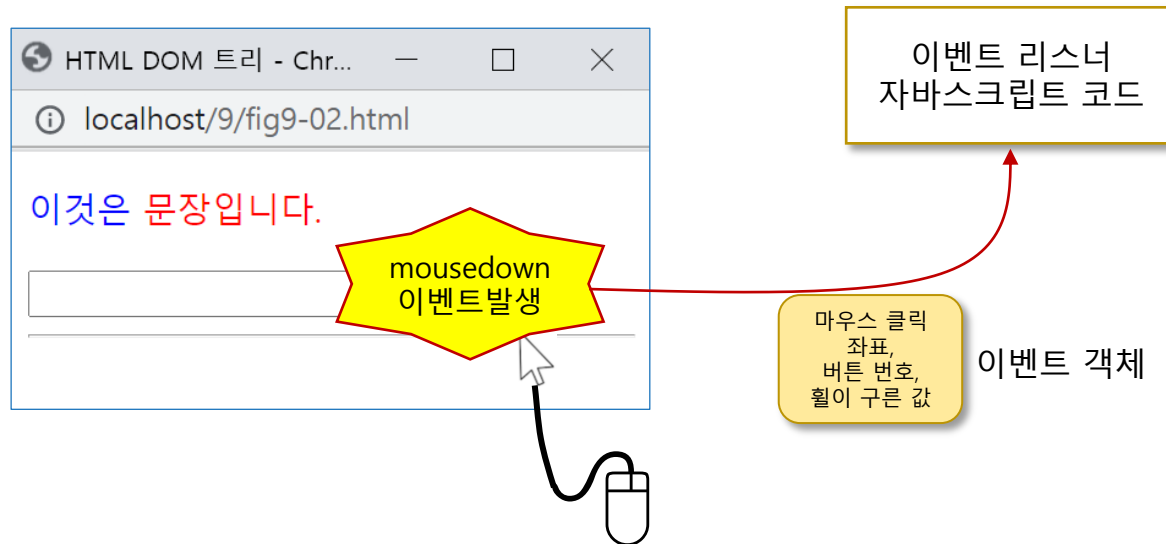 HTML DOM 트리 - Chr...
localhost/9/fig9-02.html
이것은 문장입니다.
mousedown
이벤트발생
이벤트 리스너
자바스크립트 코드
마우스 클릭
좌표,
버튼 번호,
휠이 구른 값
이벤트 객체